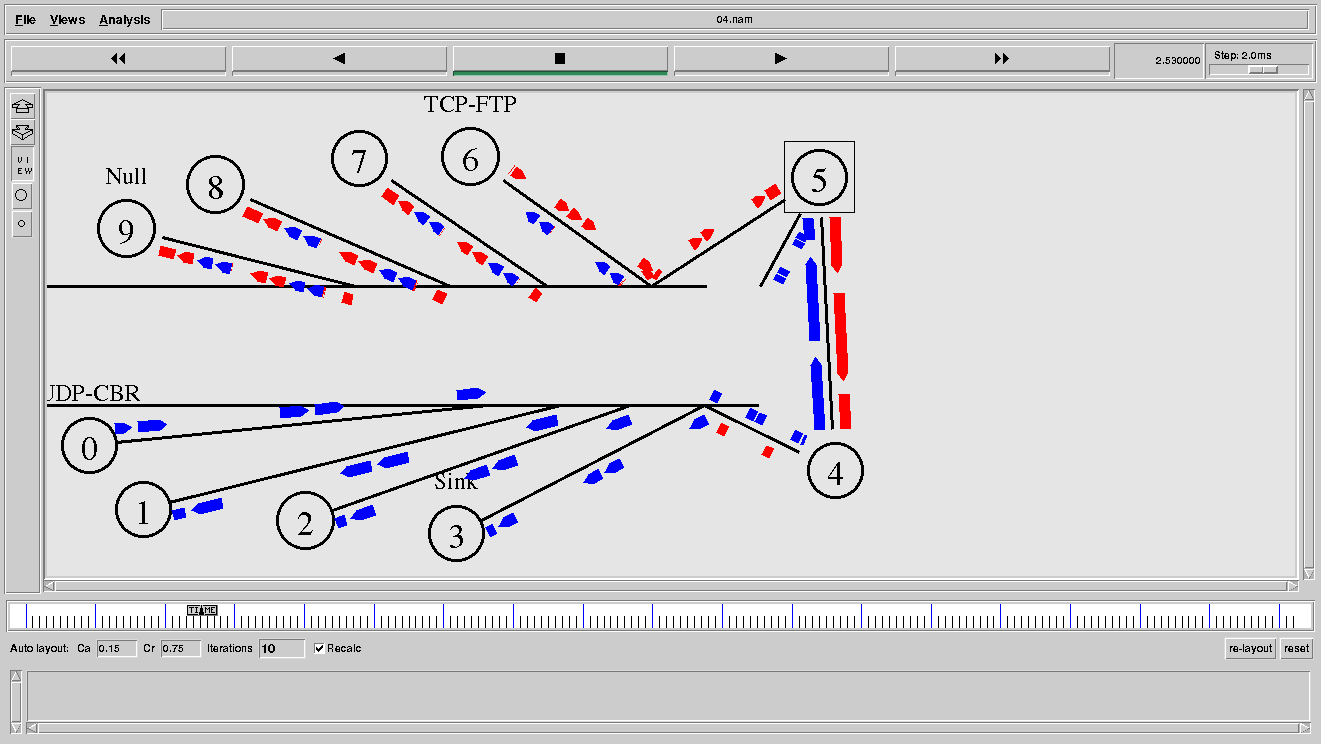 File Views Analysis 04.nam
2.530000 Step: 2.0ms
VI
EW
TCP-FTP
Null
9
8
7
6
5
JDP-CBR
0
1
2
Sink
3
4
TIME
Auto layout: Ca 0.15 Cr 0.75 Iterations 10 Recalc re-layout reset